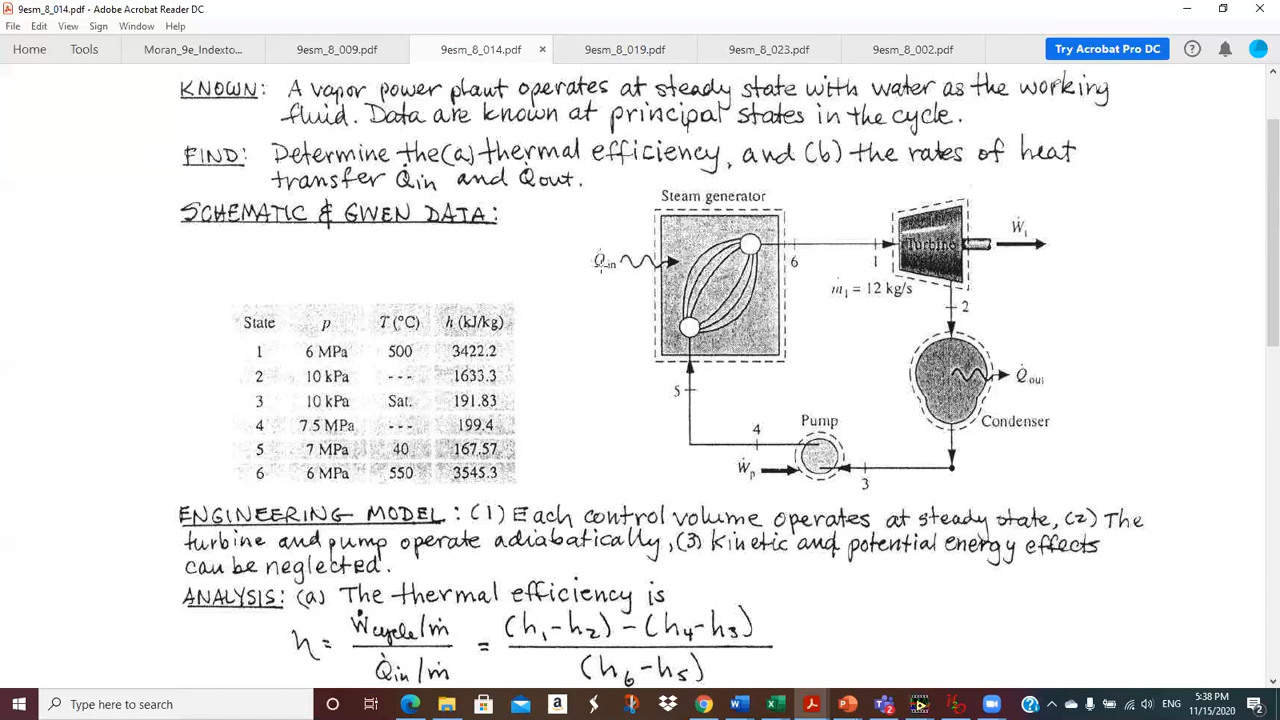 9esm_8_014.pdf - Adobe Acrobat Reader DC
File Edit View Sign Window Help
Home Tools Moran_9e_Indexto... 9esm_8_009.pdf 9esm_8_014.pdf × 9esm_8_019.pdf 9esm_8_023.pdf 9esm_8_002.pdf Try Acrobat Pro DC
KNOWN: A vapor power plant operates at steady state with water as the working
fluid. Data are known at principal states in the cycle.
FIND: Determine the (a) thermal efficiency, and (b) the rates of heat
transfer Q̇in and Q̇out.
SCHEMATIC & GIVEN DATA:
Steam generator
Q̇in
6
1
Turbine
Ẇt
ṁ1 = 12 kg/s
2
Q̇out
Condenser
5
4
Pump
Ẇp
3
State p T (°C) h (kJ/kg)
1 6 MPa 500 3422.2
2 10 kPa --- 1633.3
3 10 kPa Sat. 191.83
4 7.5 MPa --- 199.4
5 7 MPa 40 167.57
6 6 MPa 550 3545.3
ENGINEERING MODEL: (1) Each control volume operates at steady state, (2) The
turbine and pump operate adiabatically, (3) kinetic and potential energy effects
can be neglected.
ANALYSIS: (a) The thermal efficiency is
η = Ẇcycle/ṁ / Q̇in/ṁ = (h1-h2) - (h4-h3) / (h6-h5)
Type here to search
ENG
5:38 PM
11/15/2020